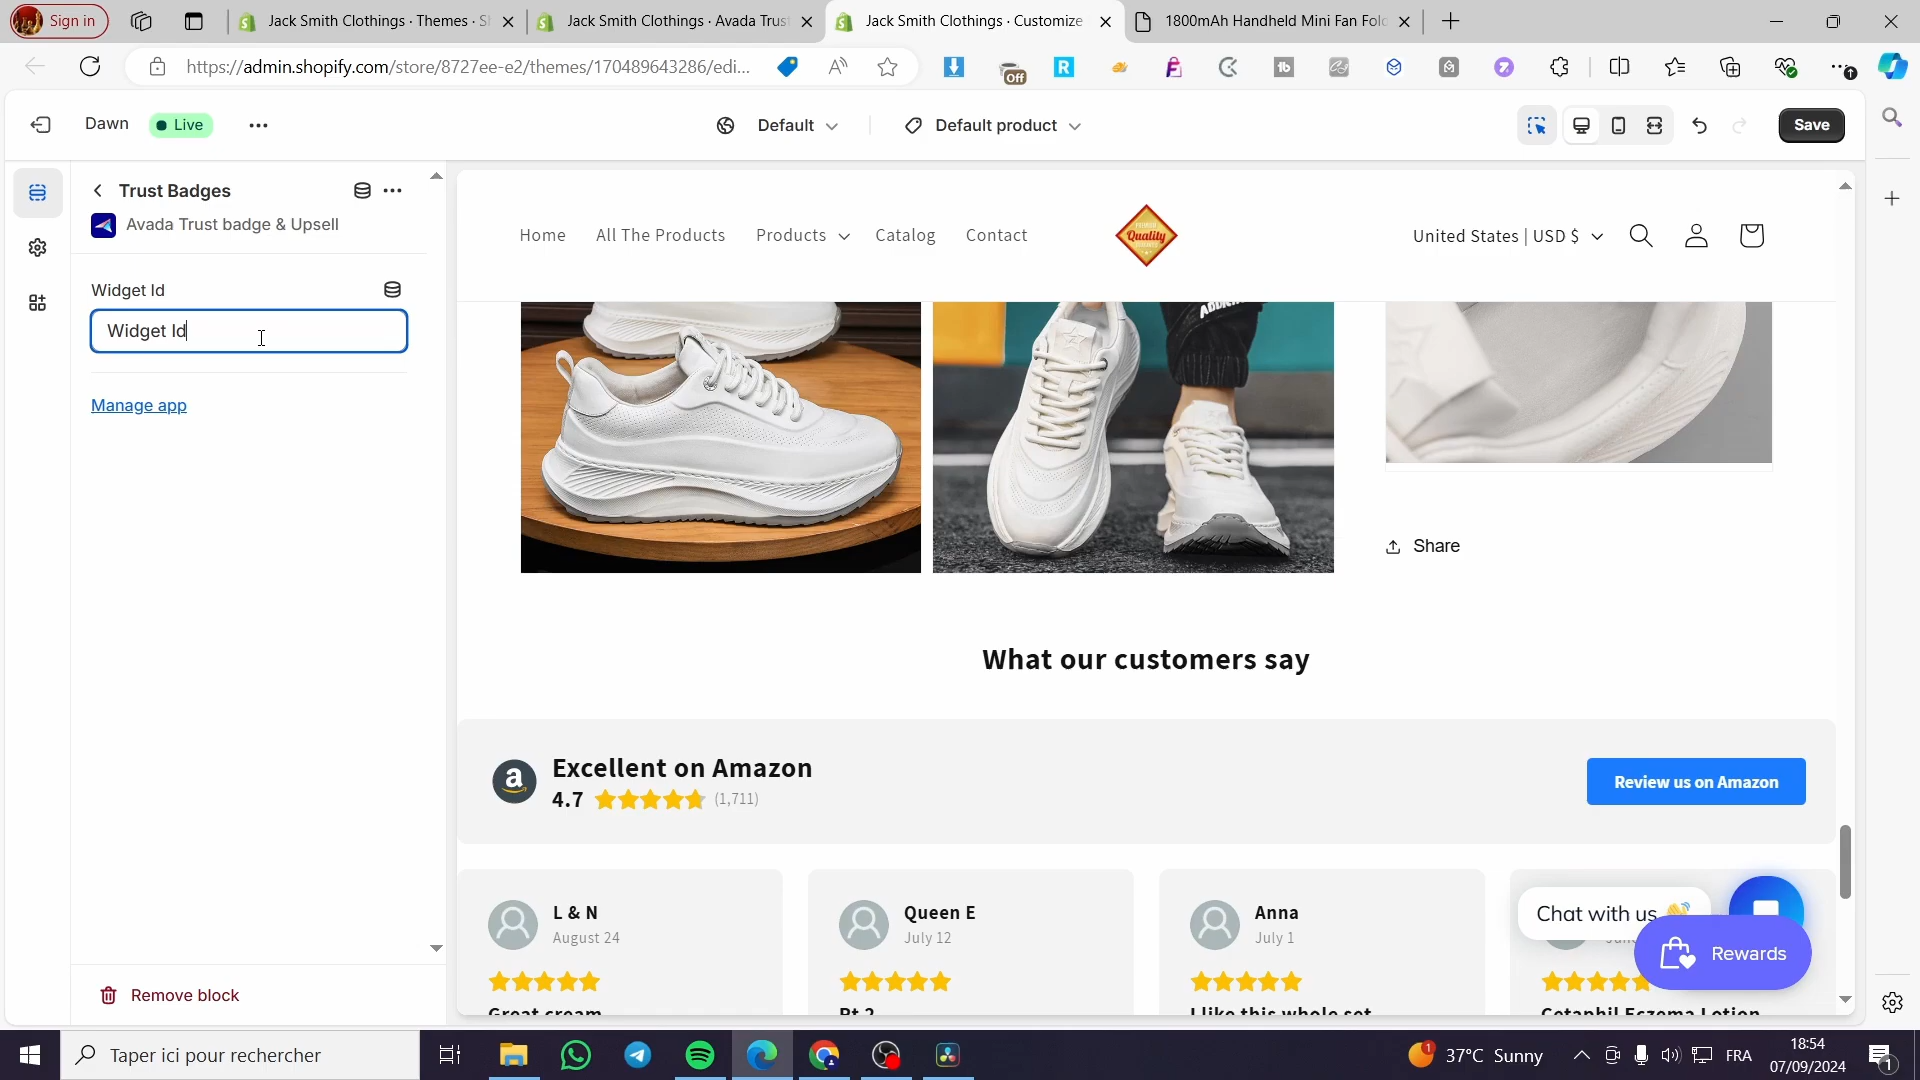 Sign in
Jack Smith Clothings · Themes · S
Jack Smith Clothings · Avada Trus
Jack Smith Clothings · Customize
1800mAh Handheld Mini Fan Fold
https://admin.shopify.com/store/8727ee-e2/themes/170489643286/edi...
Off
Dawn
Live
Default
Default product
Save
Trust Badges
Avada Trust badge & Upsell
Widget Id
Widget Id
Manage app
Remove block
Home
All The Products
Products
Catalog
Contact
Quality
United States | USD $
Share
What our customers say
Excellent on Amazon
4.7
(1,711)
Review us on Amazon
L & N
August 24
Great cream
Queen E
July 12
Pt 2
Anna
July 1
I like this whole set
Cetaphil Eczema Lotion
Chat with us 👋
Rewards
Taper ici pour rechercher
1
37°C Sunny
FRA
18:54
07/09/2024
1